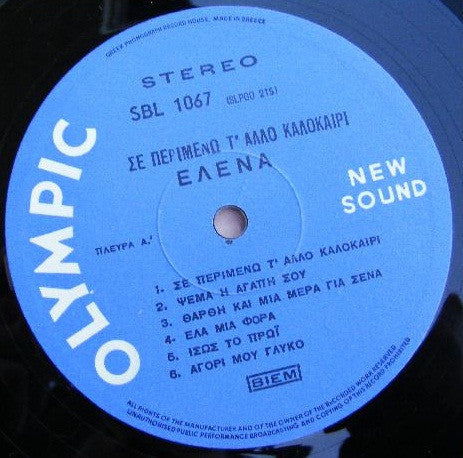 GREEK PHONOGRAPH RECORD HOUSE. MADE IN GREECE
STEREO
SBL 1067 (SLPGO 215)
ΣΕ ΠΕΡΙΜΕΝΩ Τ' ΑΛΛΟ ΚΑΛΟΚΑΙΡΙ
ΕΛΕΝΑ
OLYMPIC
NEW
SOUND
ΠΛΕΥΡΑ Α.'
1. ΣΕ ΠΕΡΙΜΕΝΩ Τ' ΑΛΛΟ ΚΑΛΟΚΑΙΡΙ
2. ΨΕΜΑ Η ΑΓΑΠΗ ΣΟΥ
3. ΘΑΡΘΗ ΚΑΙ ΜΙΑ ΜΕΡΑ ΓΙΑ ΣΕΝΑ
4- ΕΛΑ ΜΙΑ ΦΟΡΑ
5. ΙΣΩΣ ΤΟ ΠΡΩΪ
6. ΑΓΟΡΙ ΜΟΥ ΓΛΥΚΟ
BIEM
ALL RIGHTS OF THE MANUFACTURER AND OF THE OWNER OF THE RECORDED WORK RESERVED
UNAUTHORISED PUBLIC PERFORMANCE BROADCASTING AND COPYING OF THIS RECORD PROHIBITED